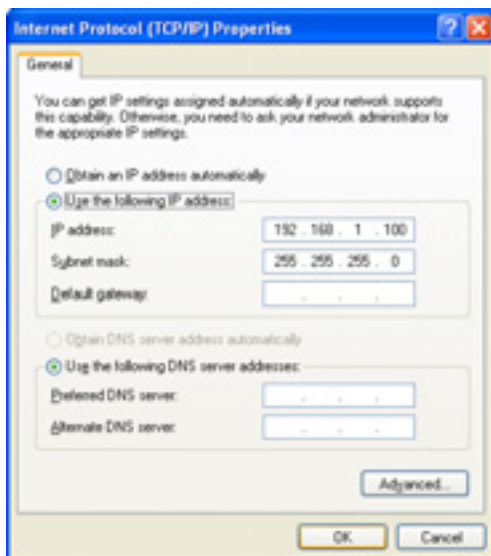 Internet Protocol (TCP/IP) Properties
General
You can get IP settings assigned automatically if your network supports
this capability. Otherwise, you need to ask your network administrator for
the appropriate IP settings.
Obtain an IP address automatically
Use the following IP address:
IP address: 192 . 168 . 1 . 100
Subnet mask: 255 . 255 . 255 . 0
Default gateway: . . .
Obtain DNS server address automatically
Use the following DNS server addresses:
Preferred DNS server: . . .
Alternate DNS server: . . .
Advanced...
OK Cancel